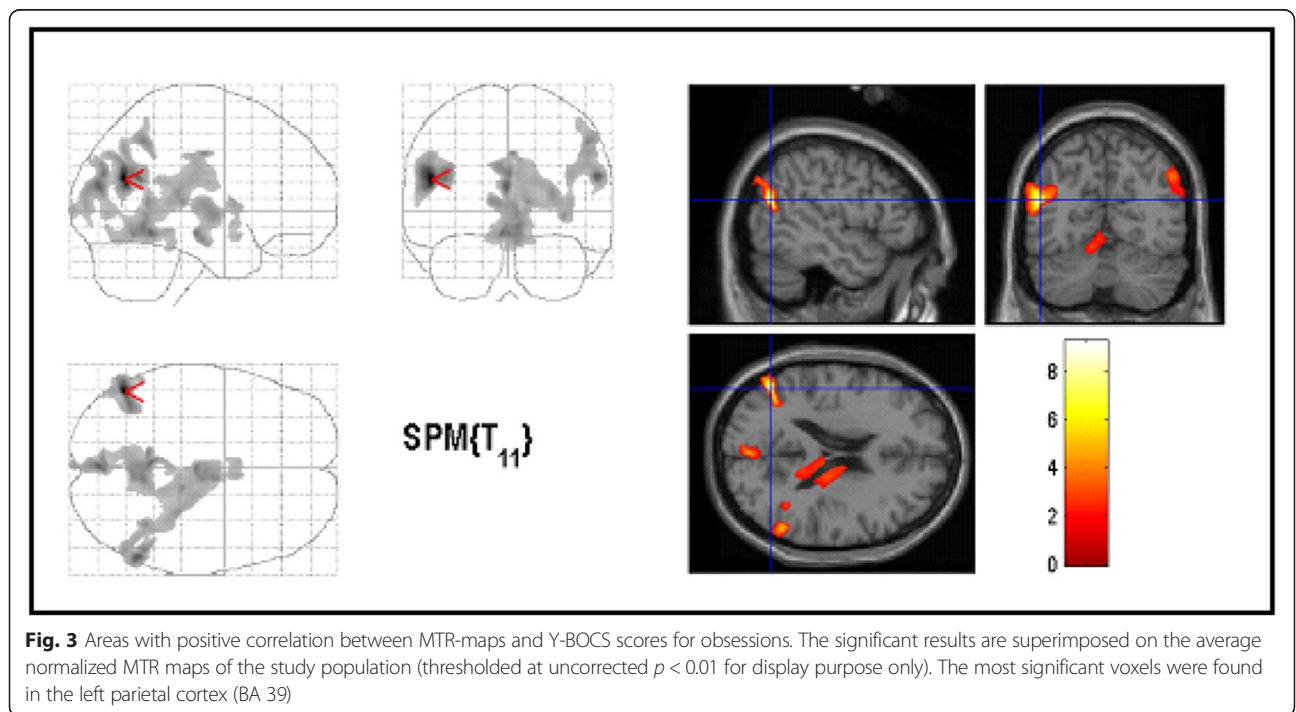 SPM{T11}
8
6
4
2
0
Fig. 3 Areas with positive correlation between MTR-maps and Y-BOCS scores for obsessions. The significant results are superimposed on the average
normalized MTR maps of the study population (thresholded at uncorrected p < 0.01 for display purpose only). The most significant voxels were found
in the left parietal cortex (BA 39)